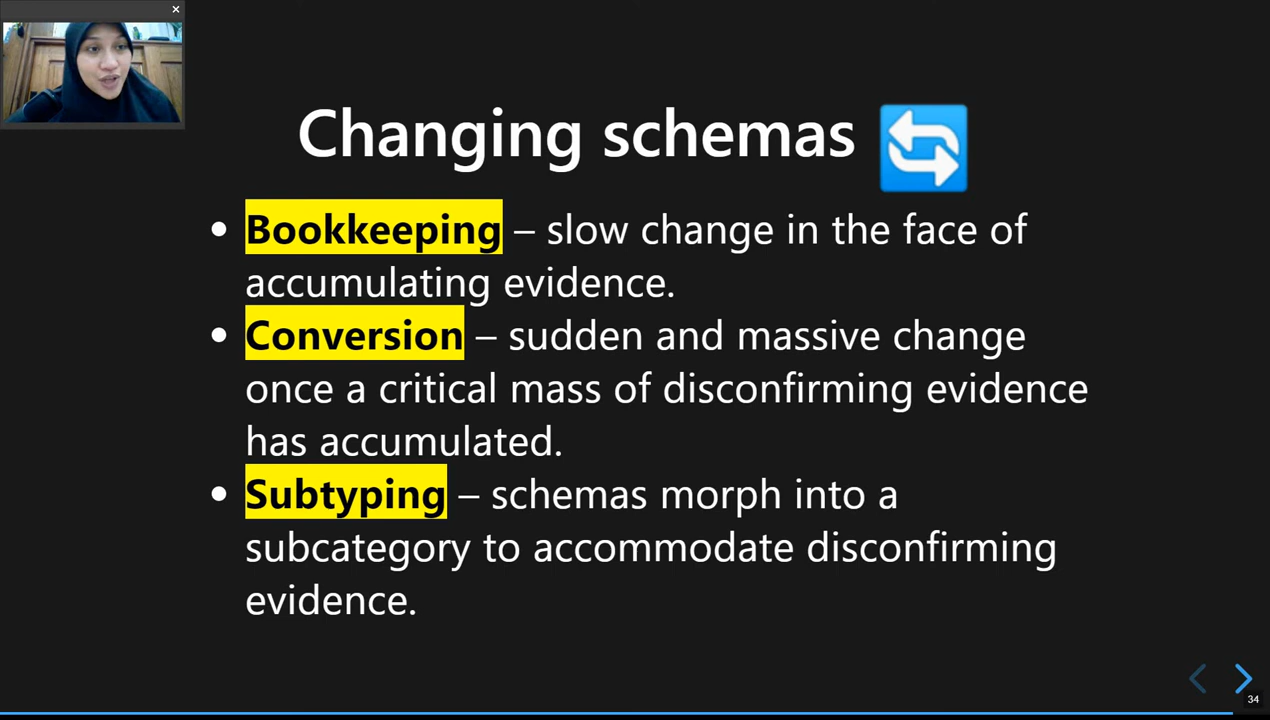 Changing schemas
• Bookkeeping – slow change in the face of
accumulating evidence.
• Conversion – sudden and massive change
once a critical mass of disconfirming evidence
has accumulated.
• Subtyping – schemas morph into a
subcategory to accommodate disconfirming
evidence.
34